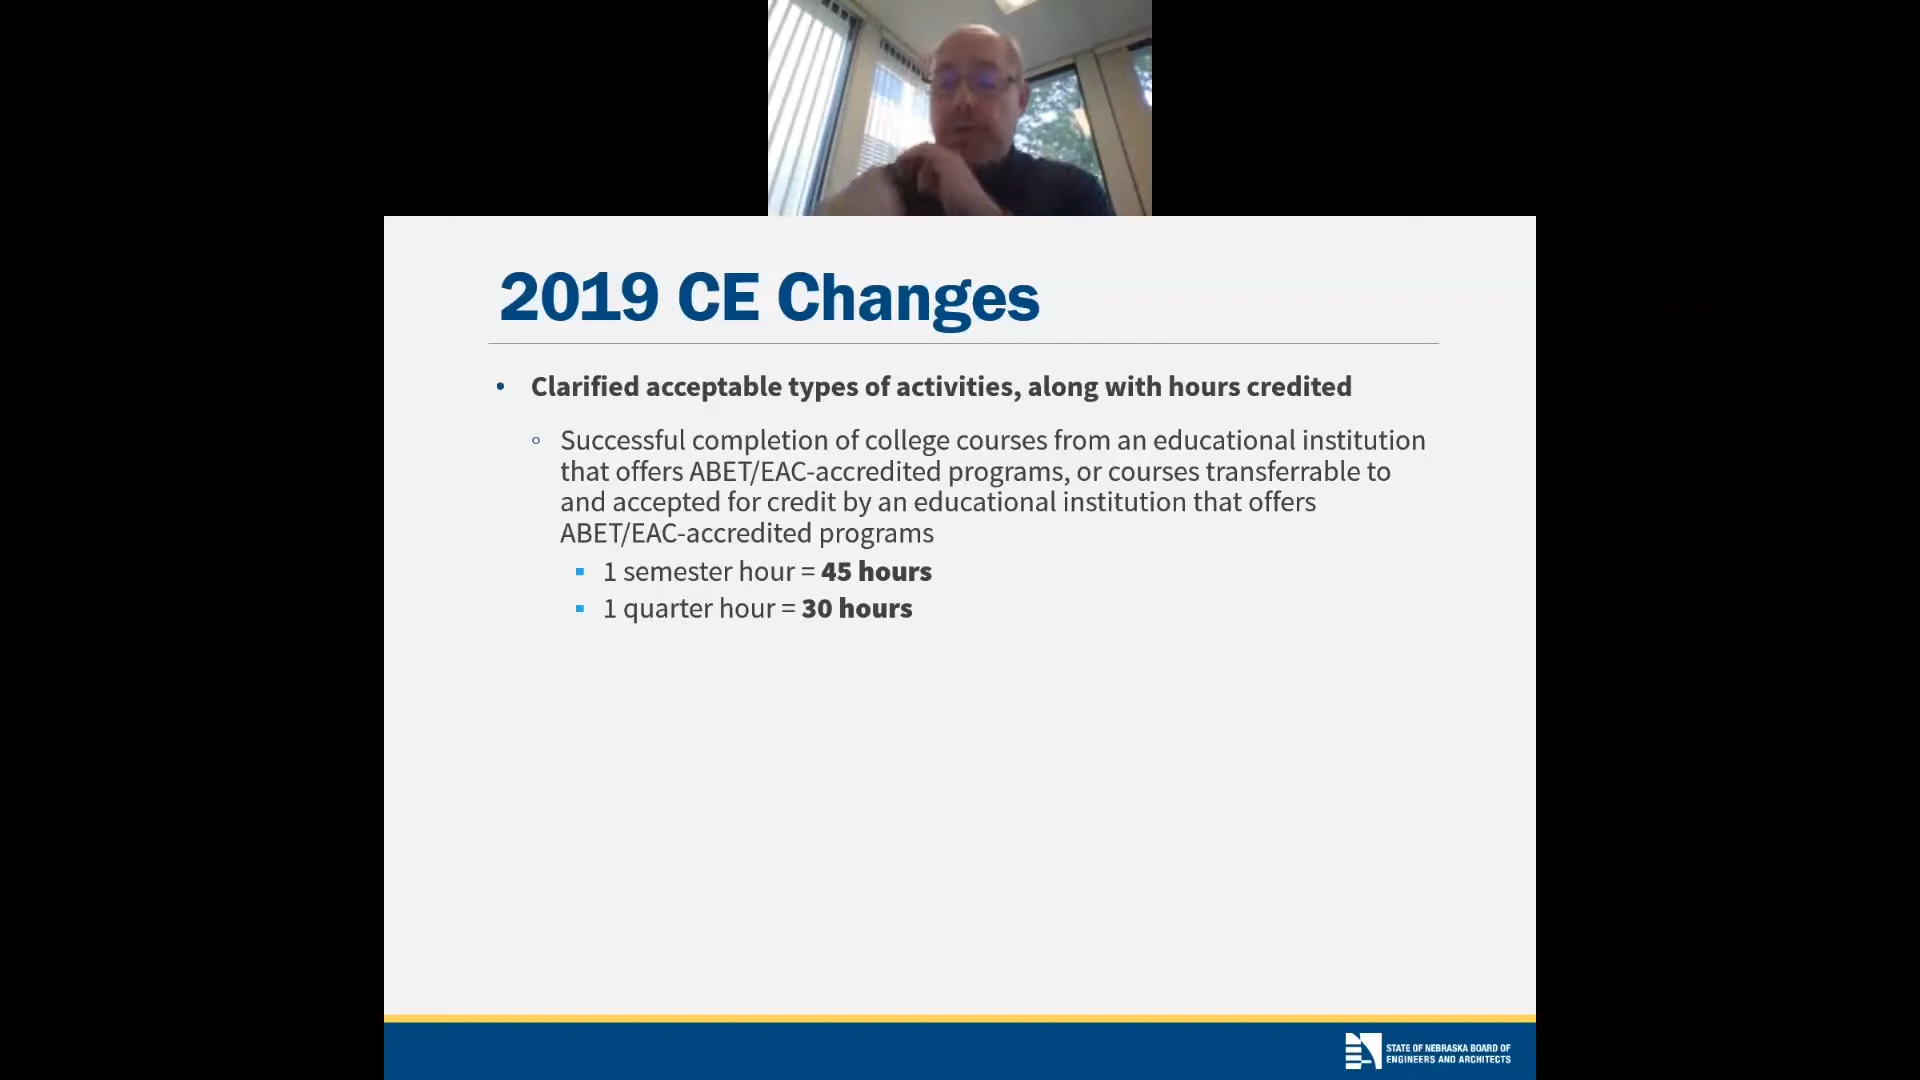 2019 CE Changes
• Clarified acceptable types of activities, along with hours credited
Successful completion of college courses from an educational institution
that offers ABET/EAC-accredited programs, or courses transferrable to
and accepted for credit by an educational institution that offers
ABET/EAC-accredited programs
1 semester hour = 45 hours
1 quarter hour = 30 hours
STATE OF NEBRASKA BOARD OF
ENGINEERS AND ARCHITECTS